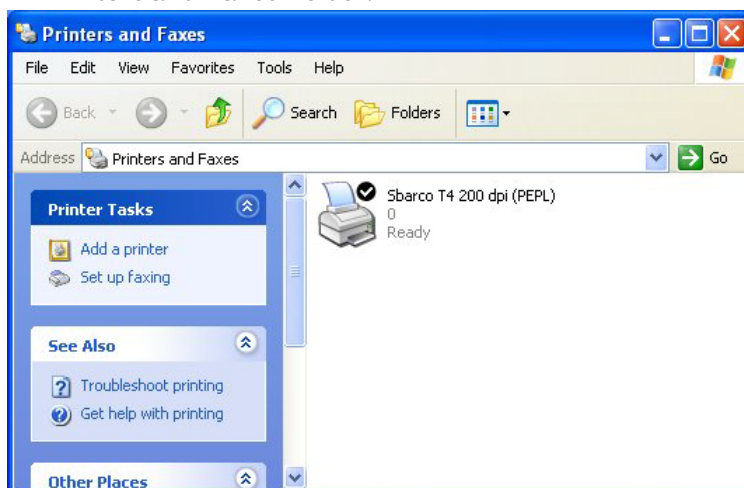 Printers and Faxes
File Edit View Favorites Tools Help
Back Search Folders
Address Printers and Faxes Go
Printer Tasks
Add a printer
Set up faxing
See Also
Troubleshoot printing
Get help with printing
Other Places
Sbarco T4 200 dpi (PEPL)
0
Ready